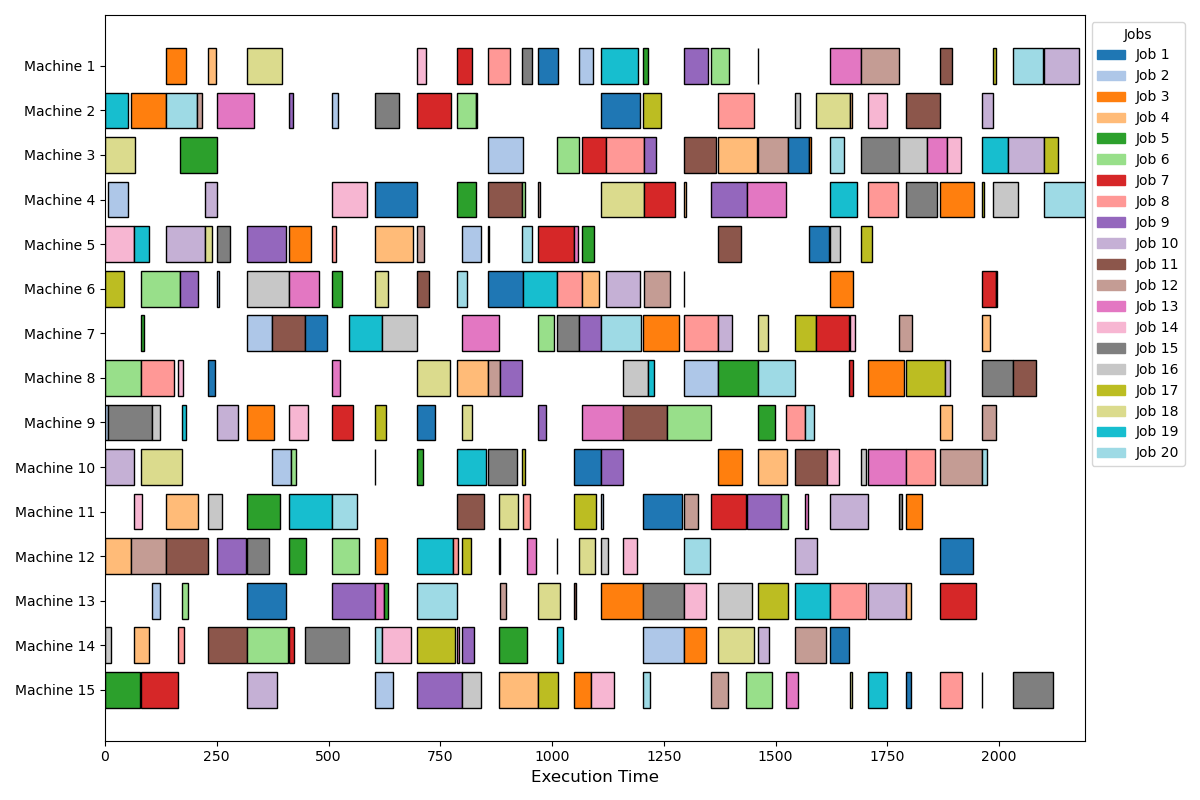 Machine 1
Machine 2
Machine 3
Machine 4
Machine 5
Machine 6
Machine 7
Machine 8
Machine 9
Machine 10
Machine 11
Machine 12
Machine 13
Machine 14
Machine 15
0 250 500 750 1000 1250 1500 1750 2000
Execution Time
Jobs
Job 1
Job 2
Job 3
Job 4
Job 5
Job 6
Job 7
Job 8
Job 9
Job 10
Job 11
Job 12
Job 13
Job 14
Job 15
Job 16
Job 17
Job 18
Job 19
Job 20